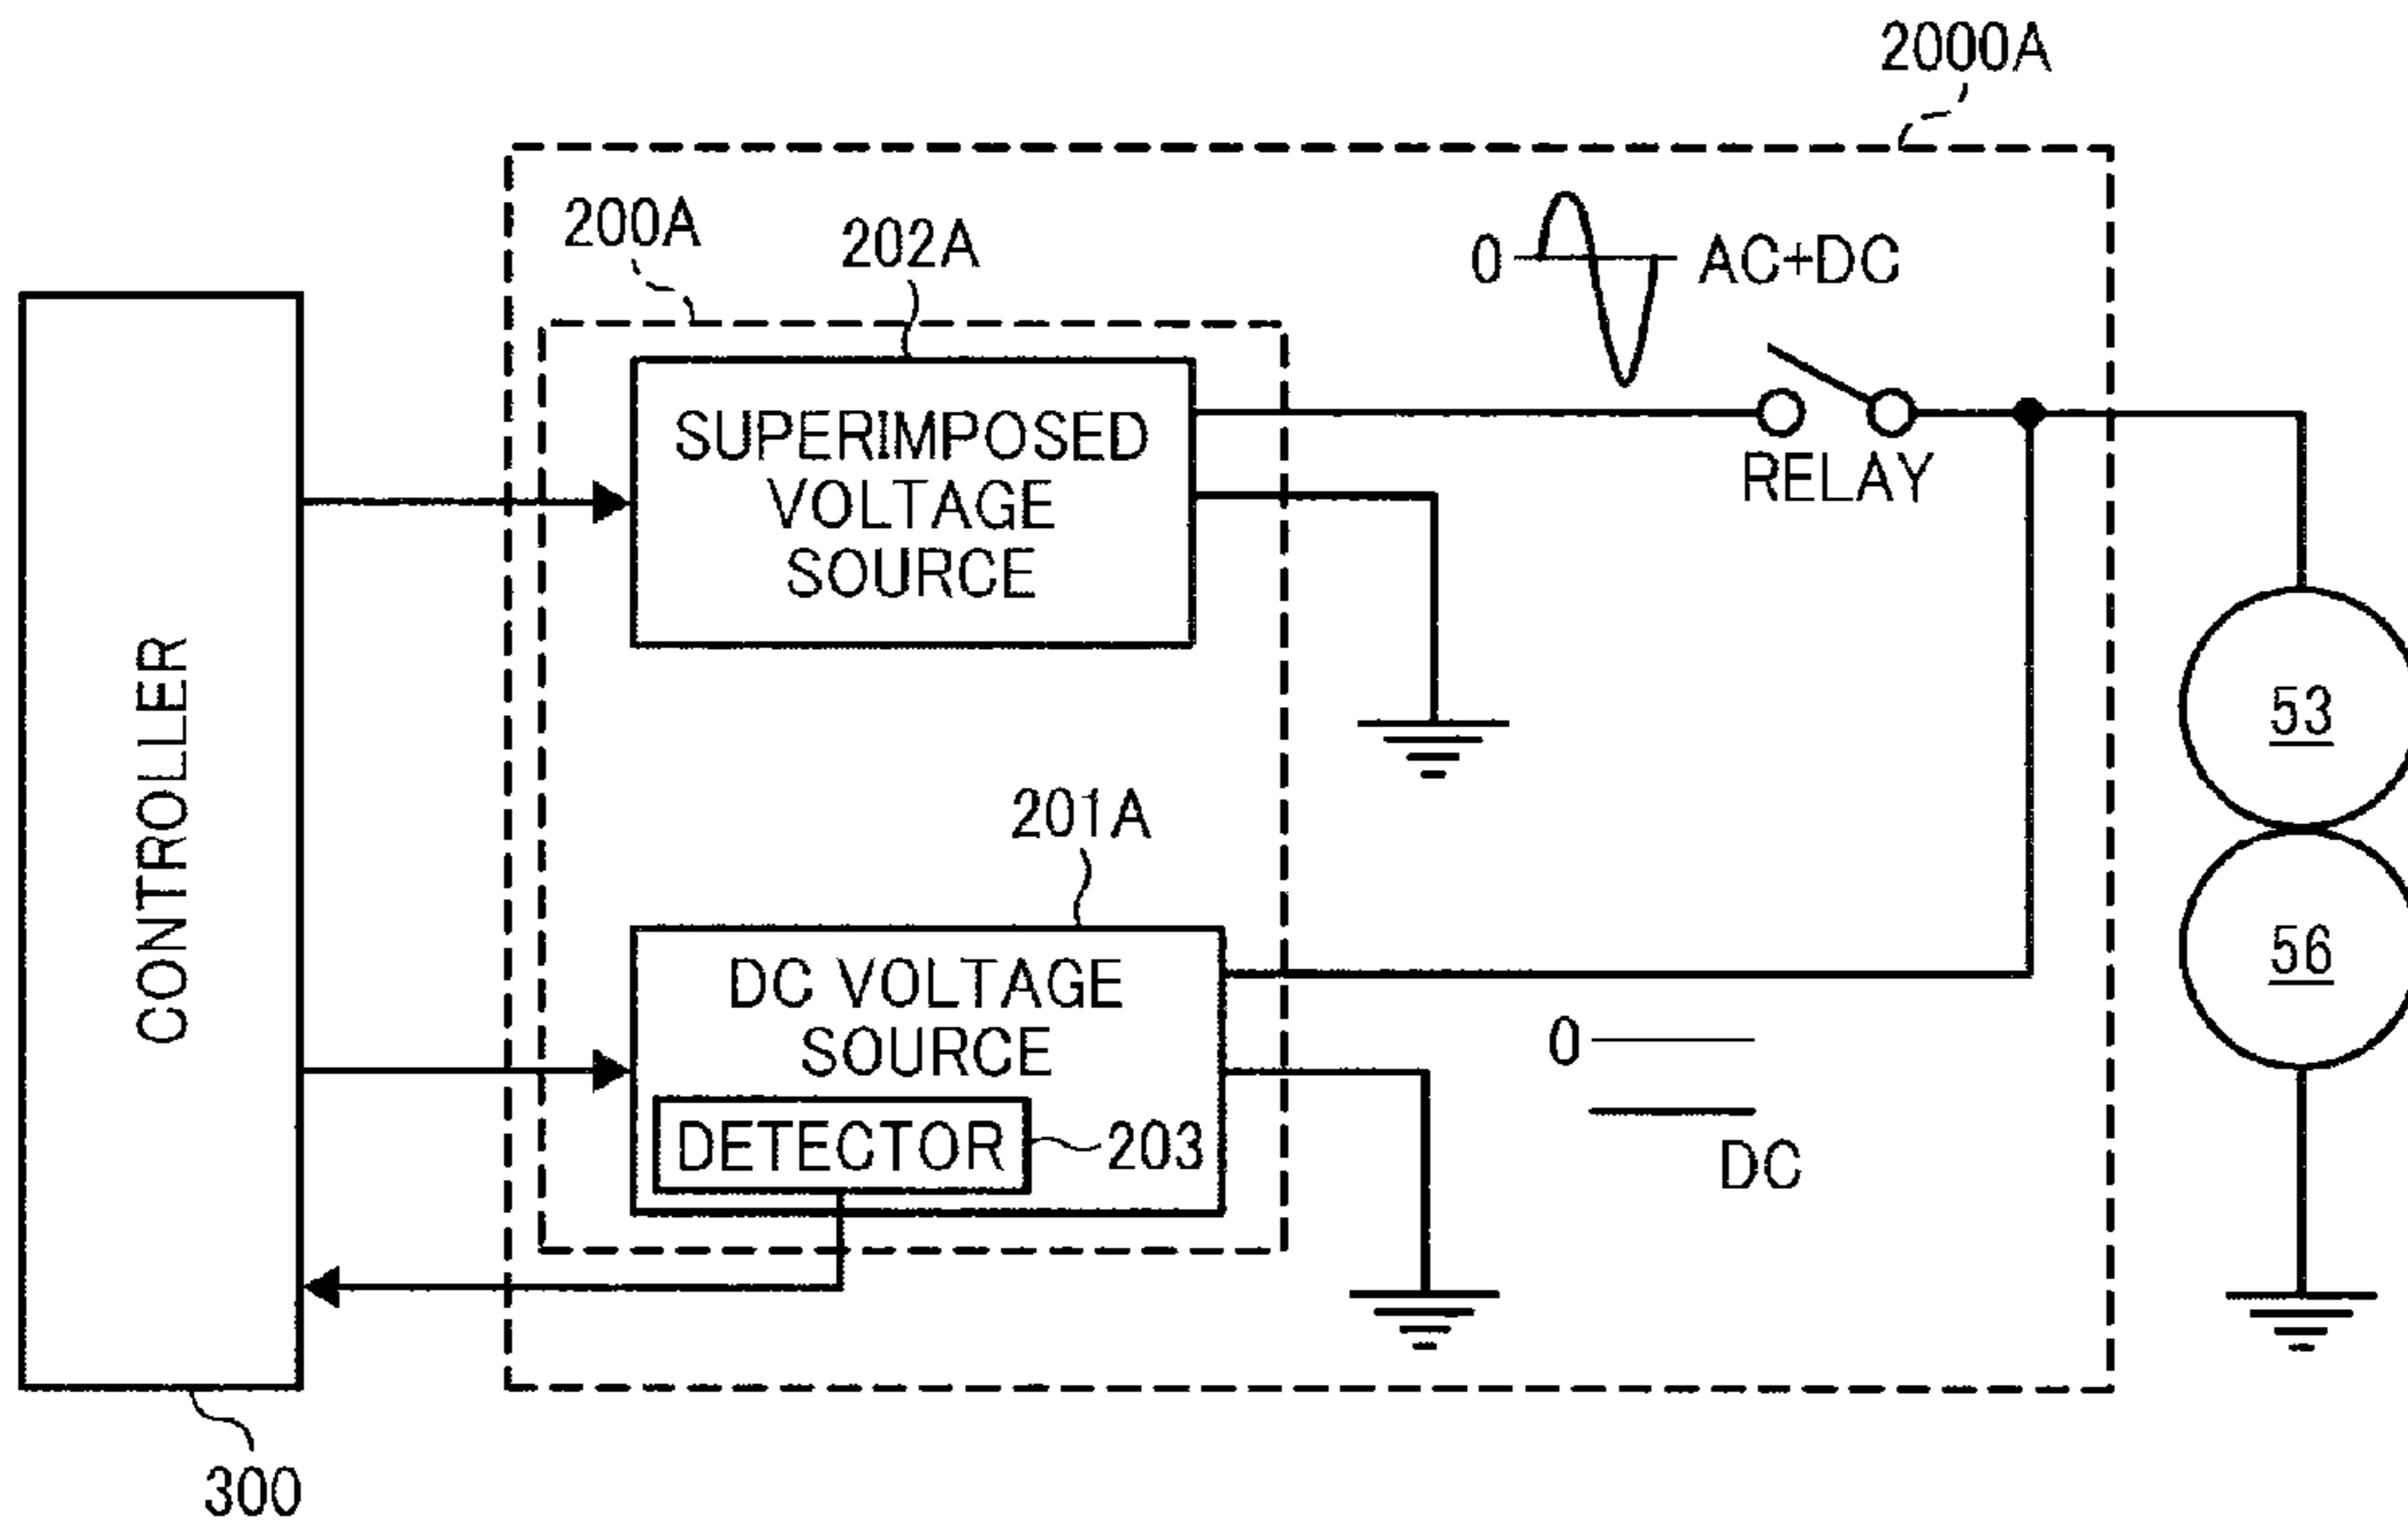 2000A
200A
202A
0
AC+DC
SUPERIMPOSED
VOLTAGE
SOURCE
RELAY
CONTROLLER
53
201A
DC VOLTAGE
SOURCE
56
0
DETECTOR
203
DC
300